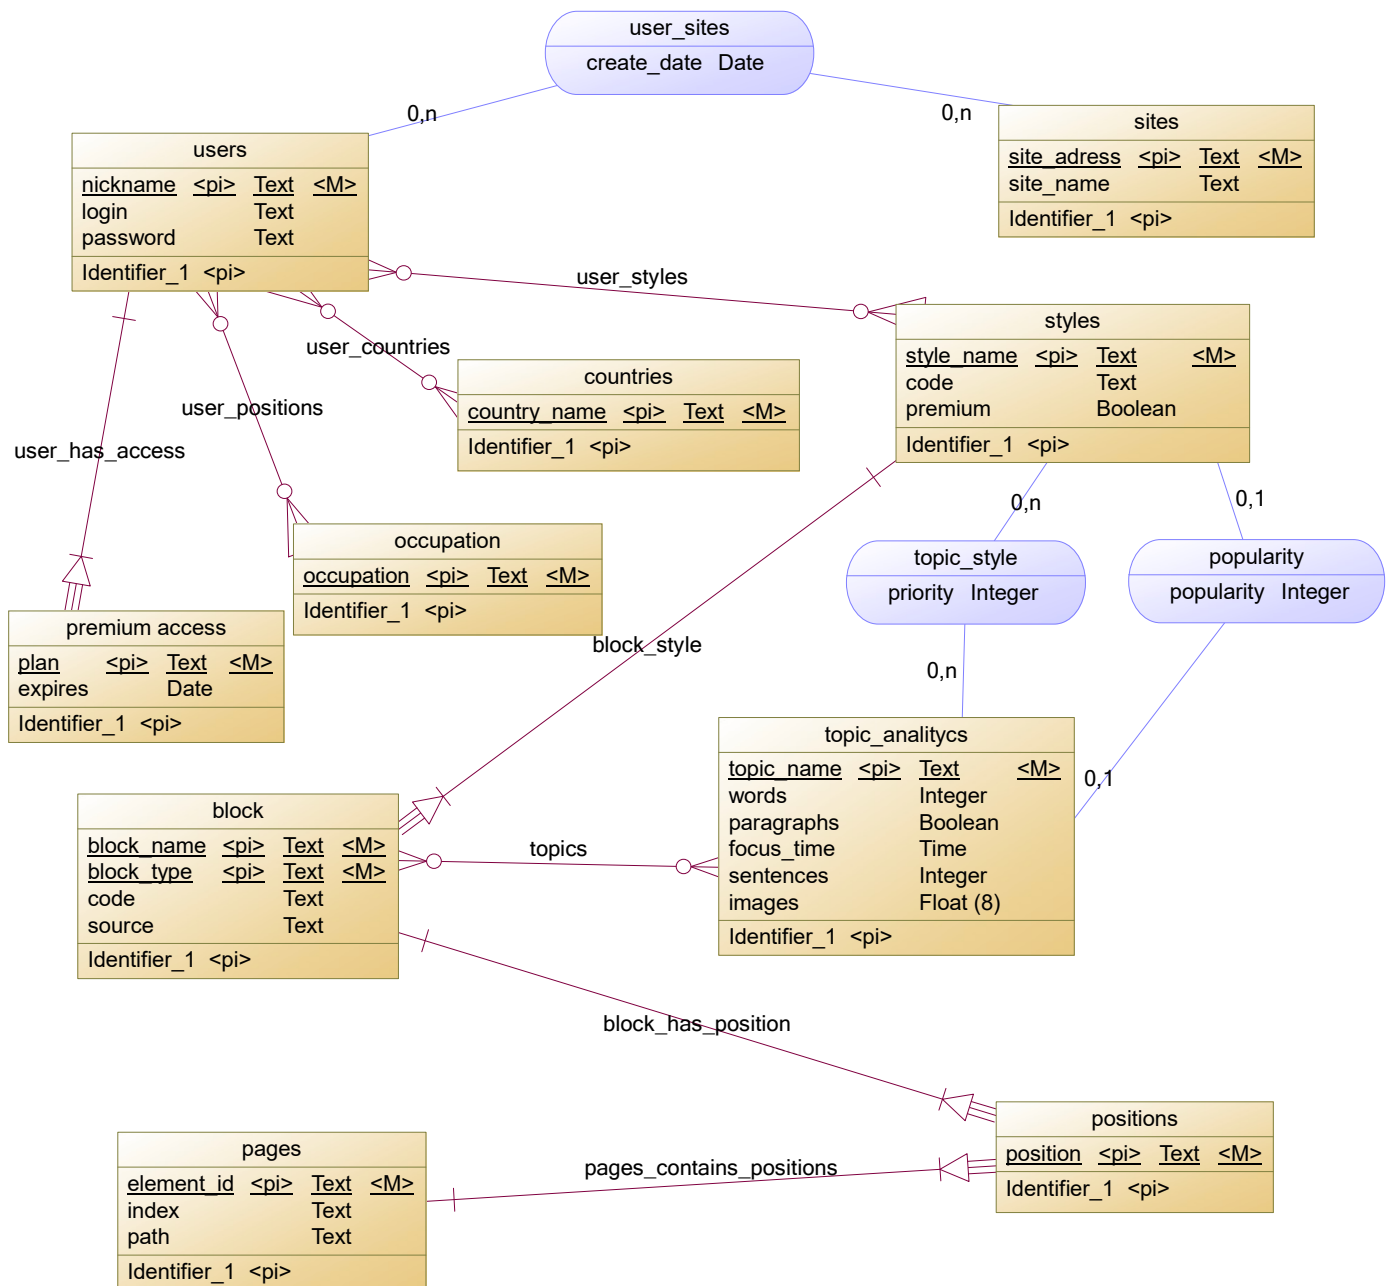 user_sites
create_date Date
0,n
0,n
users
nickname <pi> Text <M>
login Text
password Text
Identifier_1 <pi>
sites
site_adress <pi> Text <M>
site_name Text
Identifier_1 <pi>
user_styles
styles
style_name <pi> Text <M>
code Text
premium Boolean
Identifier_1 <pi>
user_countries
countries
country_name <pi> Text <M>
Identifier_1 <pi>
user_positions
user_has_access
0,n
0,1
occupation
occupation <pi> Text <M>
Identifier_1 <pi>
topic_style
priority Integer
popularity
popularity Integer
premium access
plan <pi> Text <M>
expires Date
Identifier_1 <pi>
block_style
0,n
0,1
topic_analitycs
topic_name <pi> Text <M>
words Integer
paragraphs Boolean
focus_time Time
sentences Integer
images Float (8)
Identifier_1 <pi>
block
block_name <pi> Text <M>
block_type <pi> Text <M>
code Text
source Text
Identifier_1 <pi>
topics
block_has_position
positions
position <pi> Text <M>
Identifier_1 <pi>
pages_contains_positions
pages
element_id <pi> Text <M>
index Text
path Text
Identifier_1 <pi>